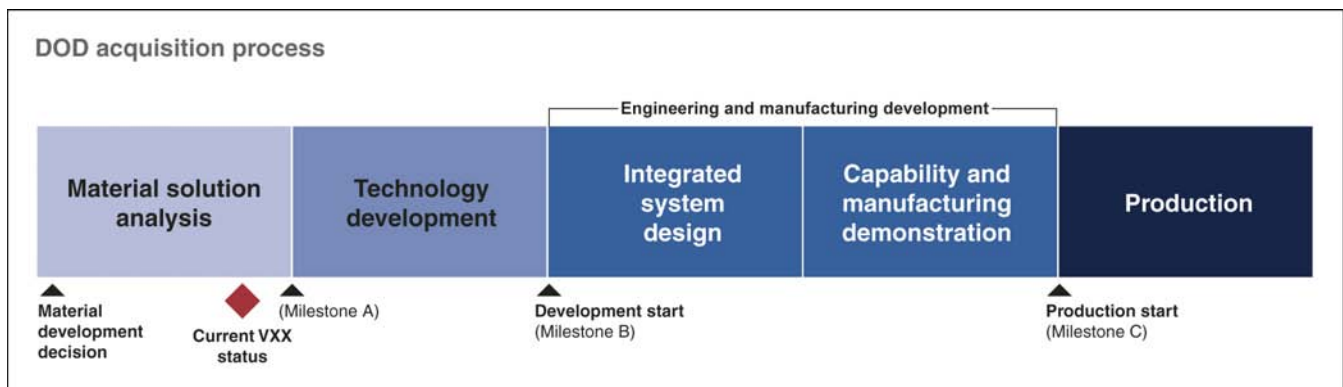 DOD acquisition process
Engineering and manufacturing development
Material solution
analysis
Technology
development
Integrated
system
design
Capability and
manufacturing
demonstration
Production
Material
development
decision
Current VXX
status
(Milestone A)
Development start
(Milestone B)
Production start
(Milestone C)